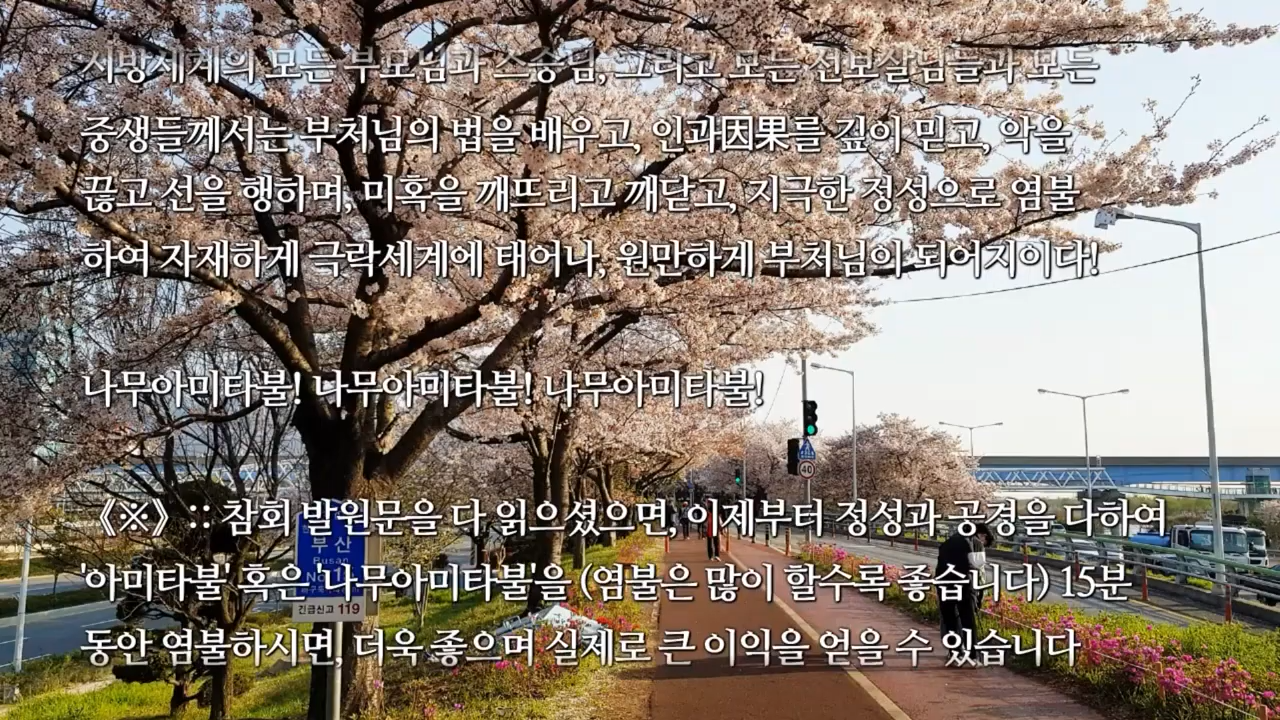 시방세계의 모든 부모님과 스승님, 그리고 모든 선보살님들과 모든
중생들께서는 부처님의 법을 배우고, 인과因果를 깊이 믿고, 악을
끊고 선을 행하며, 미혹을 깨뜨리고 깨닫고, 지극한 정성으로 염불
하여 자재하게 극락세계에 태어나, 원만하게 부처님이 되어지이다!
나무아미타불! 나무아미타불! 나무아미타불!
《※》:: 참회 발원문을 다 읽으셨으면, 이제부터 정성과 공경을 다하여
'아미타불' 혹은 '나무아미타불'을 (염불은 많이 할수록 좋습니다) 15분
동안 염불하시면, 더욱 좋으며 실제로 큰 이익을 얻을 수 있습니다
40
부산
Busan
긴급신고 119